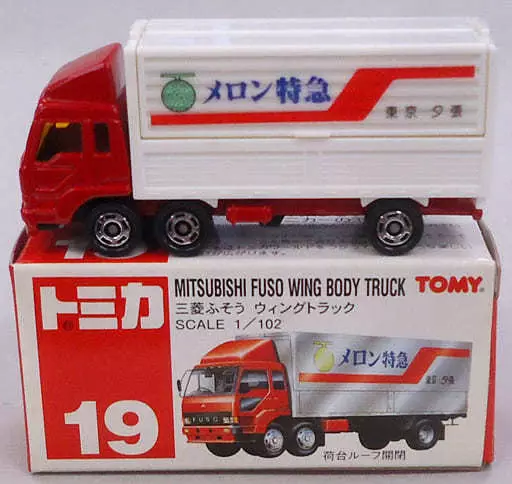 メロン特急
東京 夕張
トミカ
19
MITSUBISHI FUSO WING BODY TRUCK
TOMY
三菱ふそう ウィングトラック
SCALE 1/102
メロン特急
FUSO
荷台ルーフ開閉